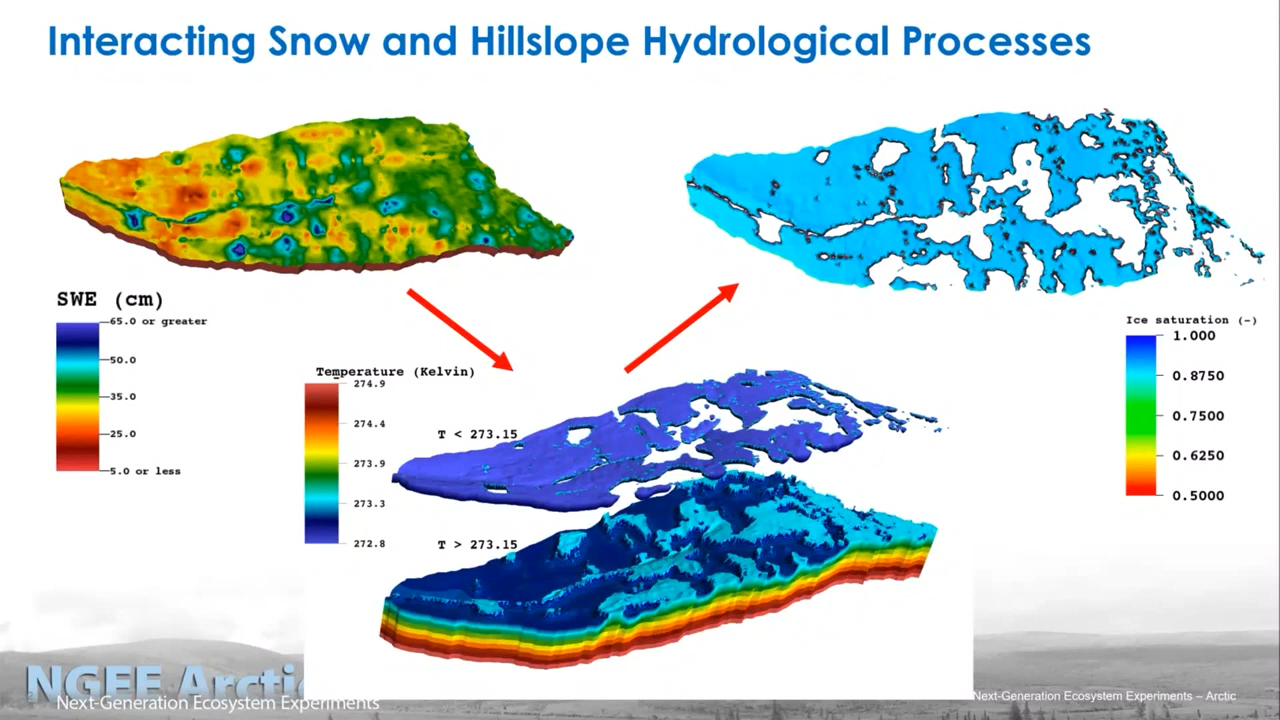 Interacting Snow and Hillslope Hydrological Processes
SWE (cm)
65.0 or greater
50.0
35.0
25.0
5.0 or less
Temperature (Kelvin)
274.9
274.4
273.9
273.3
272.8
T < 273.15
T > 273.15
Ice saturation (-)
1.000
0.8750
0.7500
0.6250
0.5000
NGEE Arctic
Next-Generation Ecosystem Experiments
Next-Generation Ecosystem Experiments – Arctic